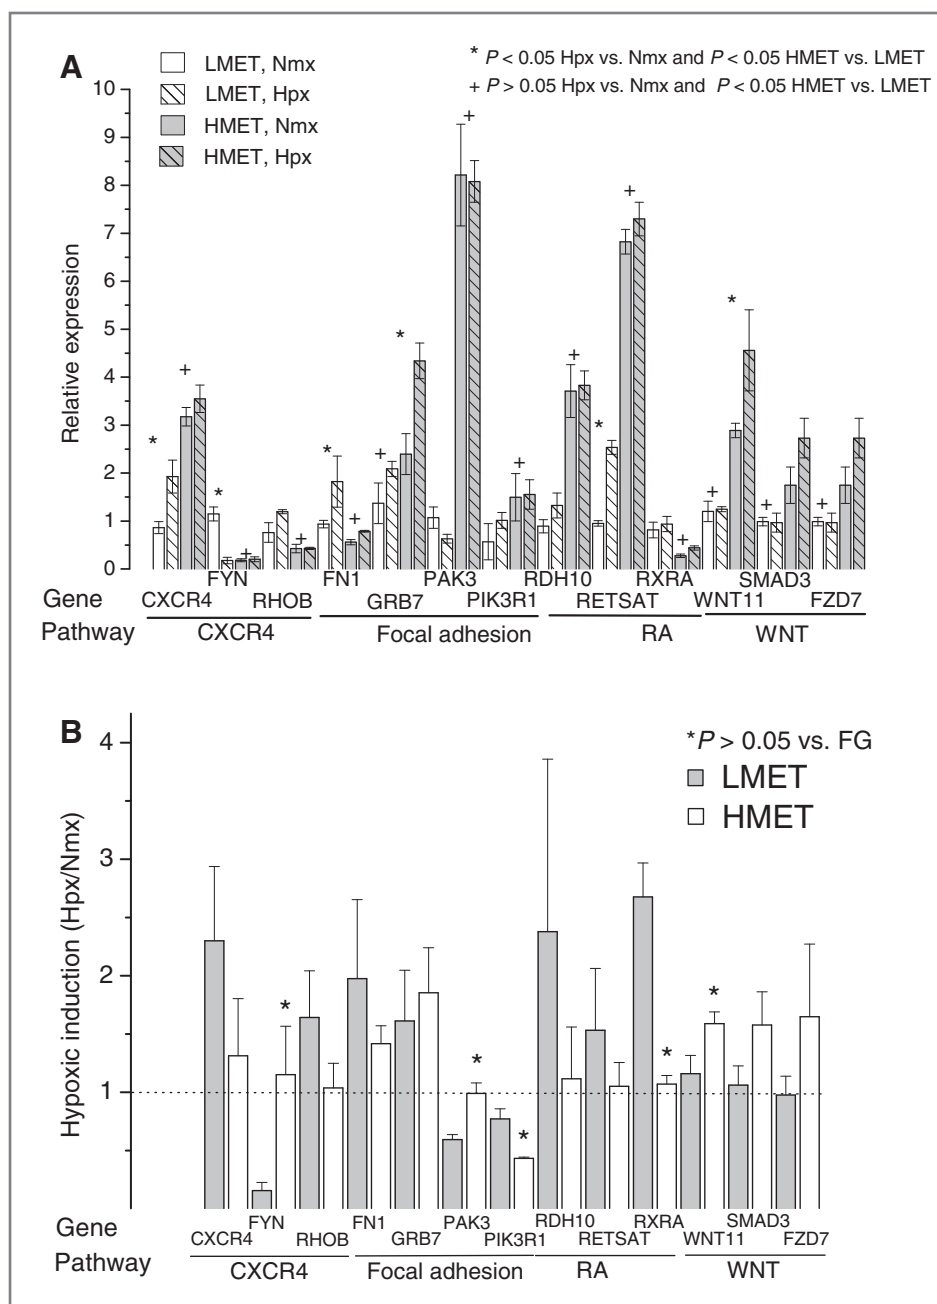 A
LMET, Nmx
LMET, Hpx
HMET, Nmx
HMET, Hpx
* P < 0.05 Hpx vs. Nmx and P < 0.05 HMET vs. LMET
+ P > 0.05 Hpx vs. Nmx and P < 0.05 HMET vs. LMET
Relative expression
10
9
8
7
6
5
4
3
2
1
0
* + * + + * + + * + + + * + + * + +
FYN FN1 PAK3 RDH10 RXRA SMAD3
Gene CXCR4 RHOB GRB7 PIK3R1 RETSAT WNT11 FZD7
Pathway CXCR4 Focal adhesion RA WNT
B
*P > 0.05 vs. FG
LMET
HMET
Hypoxic induction (Hpx/Nmx)
4
3
2
1
* * * * *
FYN FN1 PAK3 RDH10 RXRA SMAD3
Gene CXCR4 RHOB GRB7 PIK3R1 RETSAT WNT11 FZD7
Pathway CXCR4 Focal adhesion RA WNT